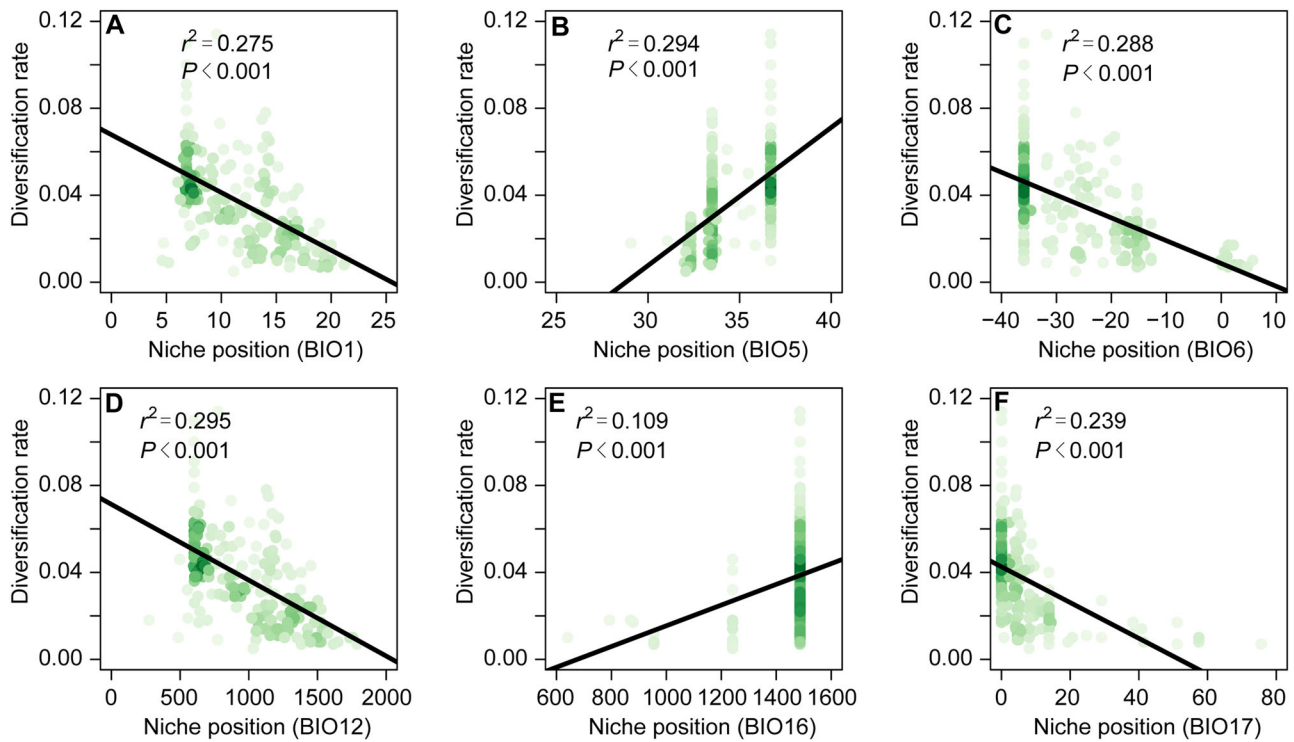 A
r² = 0.275
P < 0.001
Diversification rate
0.12
0.08
0.04
0.00
0 5 10 15 20 25
Niche position (BIO1)
B
r² = 0.294
P < 0.001
Diversification rate
0.12
0.08
0.04
0.00
25 30 35 40
Niche position (BIO5)
C
r² = 0.288
P < 0.001
Diversification rate
0.12
0.08
0.04
0.00
−40 −30 −20 −10 0 10
Niche position (BIO6)
D
r² = 0.295
P < 0.001
Diversification rate
0.12
0.08
0.04
0.00
0 500 1000 1500 2000
Niche position (BIO12)
E
r² = 0.109
P < 0.001
Diversification rate
0.12
0.08
0.04
0.00
600 800 1000 1200 1400 1600
Niche position (BIO16)
F
r² = 0.239
P < 0.001
Diversification rate
0.12
0.08
0.04
0.00
0 20 40 60 80
Niche position (BIO17)